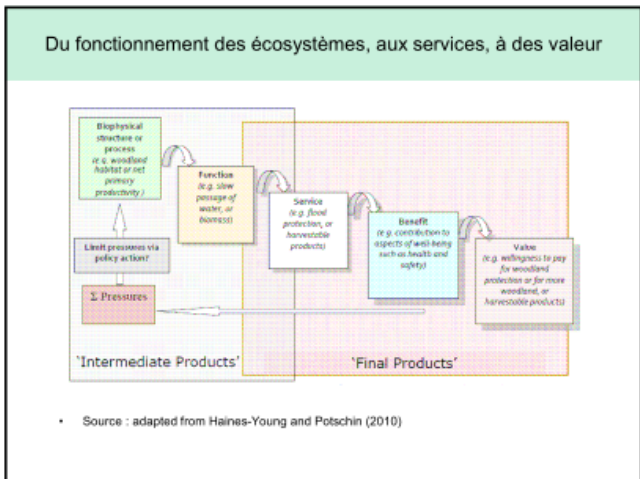 Du fonctionnement des écosystèmes, aux services, à des valeur
Biophysical
structure or
process
(e.g. woodland
habitat or net
primary
productivity )
Function
(e.g. slow
passage of
water, or
biomass)
Service
(e.g. flood
protection, or
harvestable
products)
Benefit
(e.g. contribution to
aspects of well-being
such as health and
safety)
Value
(e.g. willingness to pay
for woodland
protection or for more
woodland, or
harvestable products)
Limit pressures via
policy action?
Σ Pressures
‘Intermediate Products’
‘Final Products’
• Source : adapted from Haines-Young and Potschin (2010)